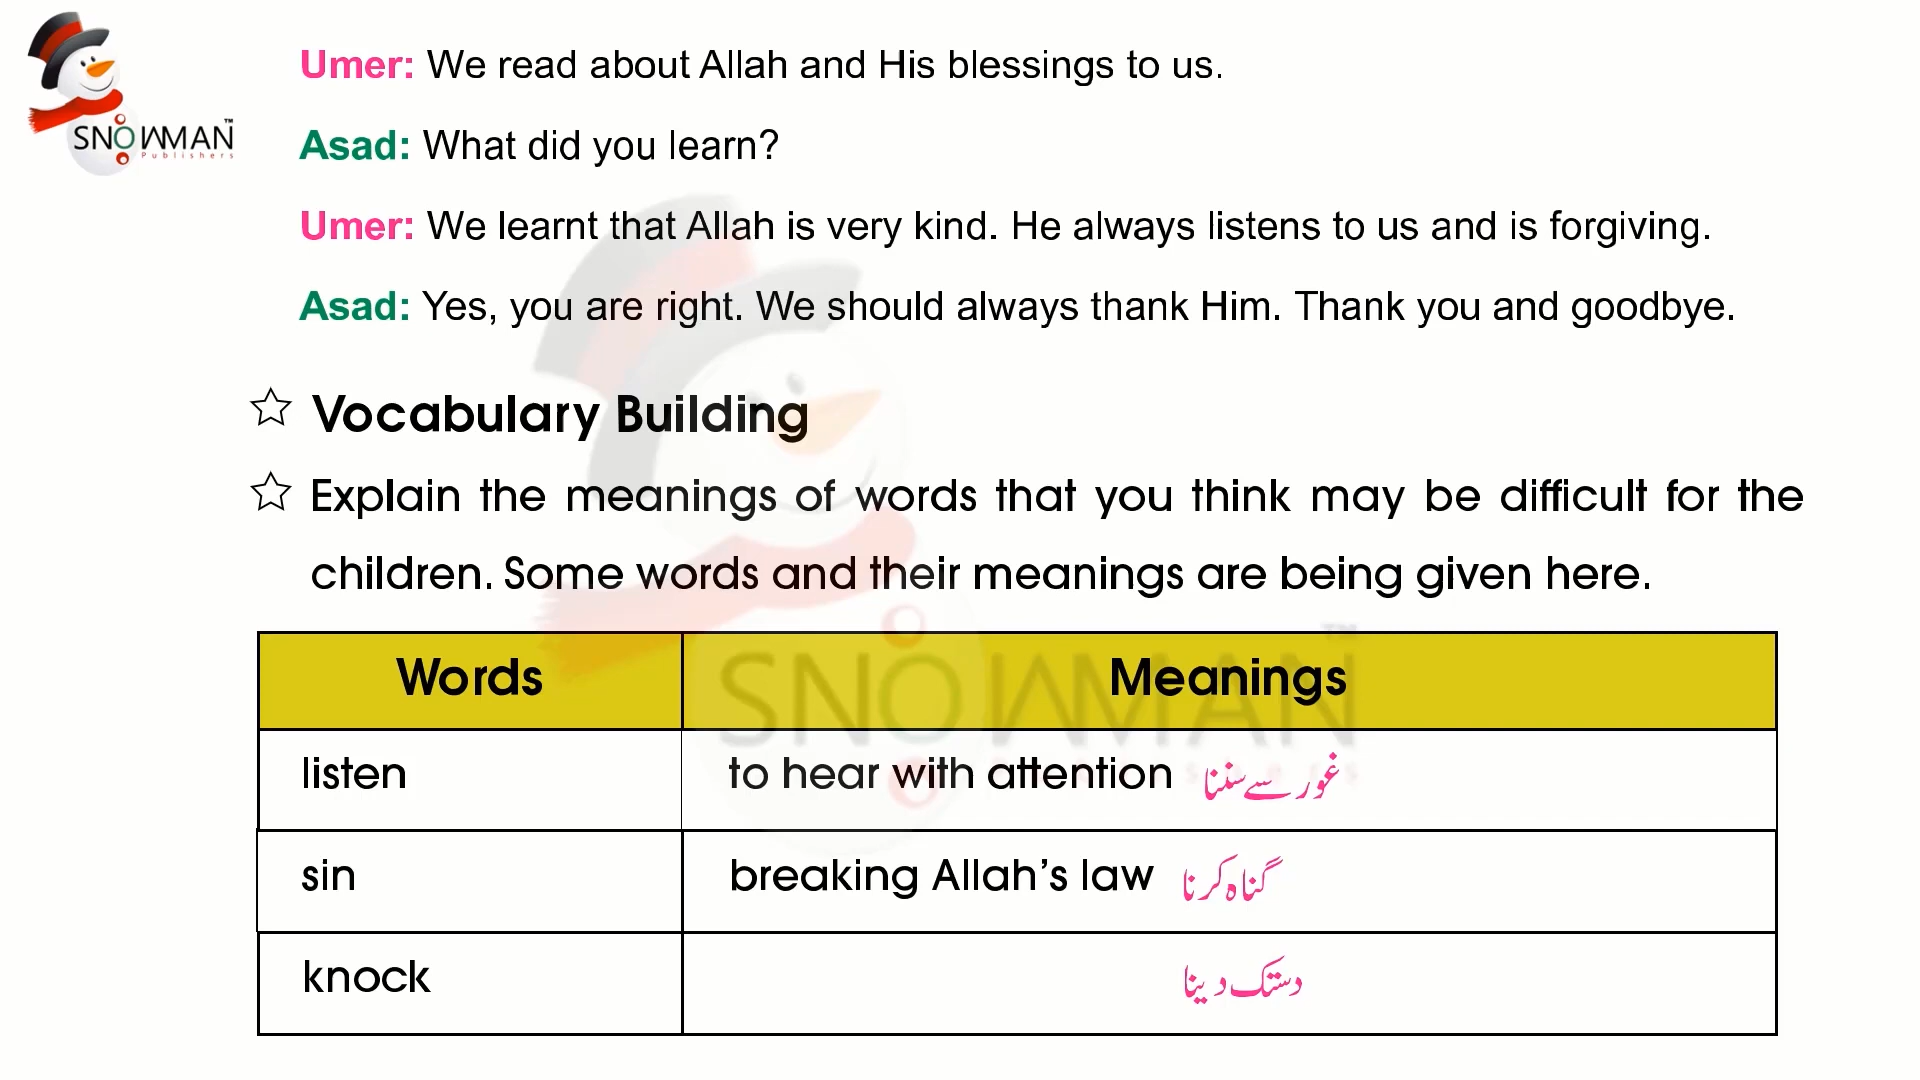 SNOWMAN™
Publishers
Umer: We read about Allah and His blessings to us.
Asad: What did you learn?
Umer: We learnt that Allah is very kind. He always listens to us and is forgiving.
Asad: Yes, you are right. We should always thank Him. Thank you and goodbye.
☆ Vocabulary Building
☆ Explain the meanings of words that you think may be difficult for the
children. Some words and their meanings are being given here.
Words Meanings
listen to hear with attention غور سے سننا
sin breaking Allah’s law گناہ کرنا
knock دستک دینا
SNOWMAN™